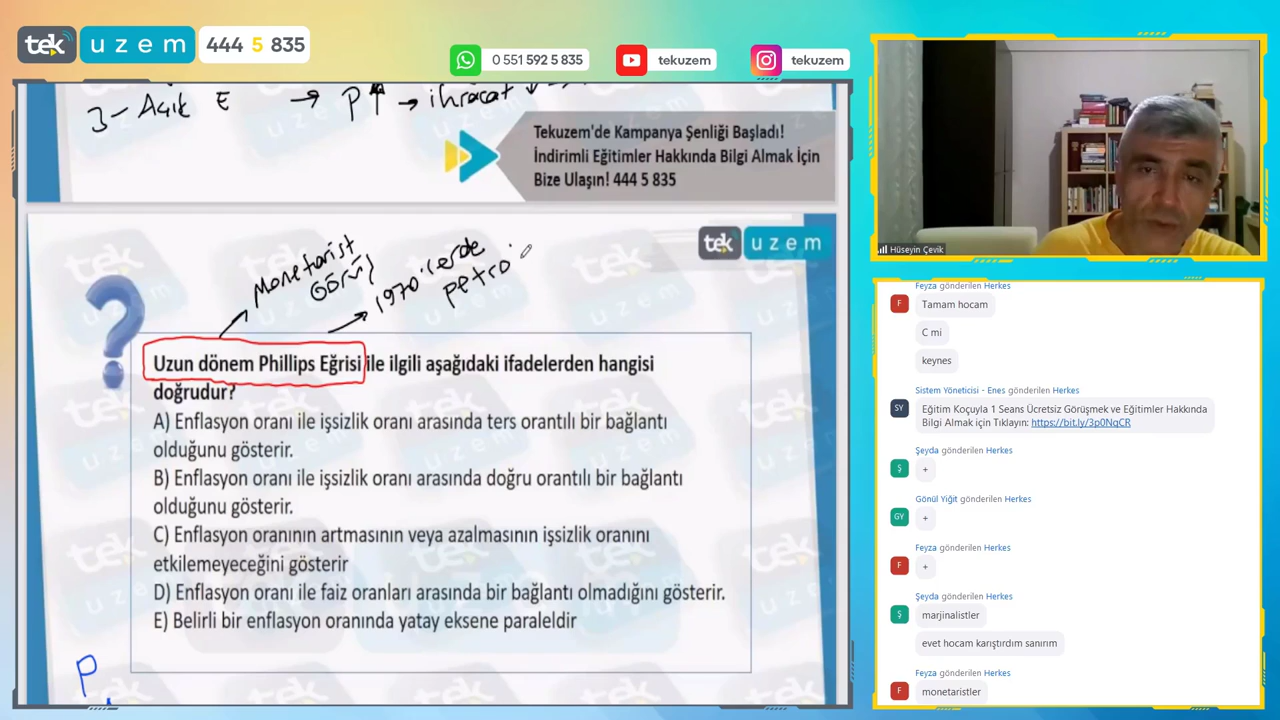 tek uzem 444 5 835
0 551 592 5 835
tekuzem
tekuzem
3 - Açık E → P↑ → ihracat ↓ →
Tekuzem'de Kampanya Şenliği Başladı!
İndirimli Eğitimler Hakkında Bilgi Almak İçin
Bize Ulaşın! 444 5 835
tek uzem
Monetarist
Görüş
1970'lerde
petro
Uzun dönem Phillips Eğrisi ile ilgili aşağıdaki ifadelerden hangisi
doğrudur?
A) Enflasyon oranı ile işsizlik oranı arasında ters orantılı bir bağlantı
olduğunu gösterir.
B) Enflasyon oranı ile işsizlik oranı arasında doğru orantılı bir bağlantı
olduğunu gösterir.
C) Enflasyon oranının artmasının veya azalmasının işsizlik oranını
etkilemeyeceğini gösterir
D) Enflasyon oranı ile faiz oranları arasında bir bağlantı olmadığını gösterir.
E) Belirli bir enflasyon oranında yatay eksene paraleldir
P
Hüseyin Çevik
Feyza gönderilen Herkes
F Tamam hocam
C mi
keynes
Sistem Yöneticisi - Enes gönderilen Herkes
SY Eğitim Koçuyla 1 Seans Ücretsiz Görüşmek ve Eğitimler Hakkında
Bilgi Almak için Tıklayın: https://bit.ly/3p0NqCR
Şeyda gönderilen Herkes
Ş +
Gönül Yiğit gönderilen Herkes
GY +
Feyza gönderilen Herkes
F +
Şeyda gönderilen Herkes
Ş marjinalistler
evet hocam karıştırdım sanırım
Feyza gönderilen Herkes
F monetaristler